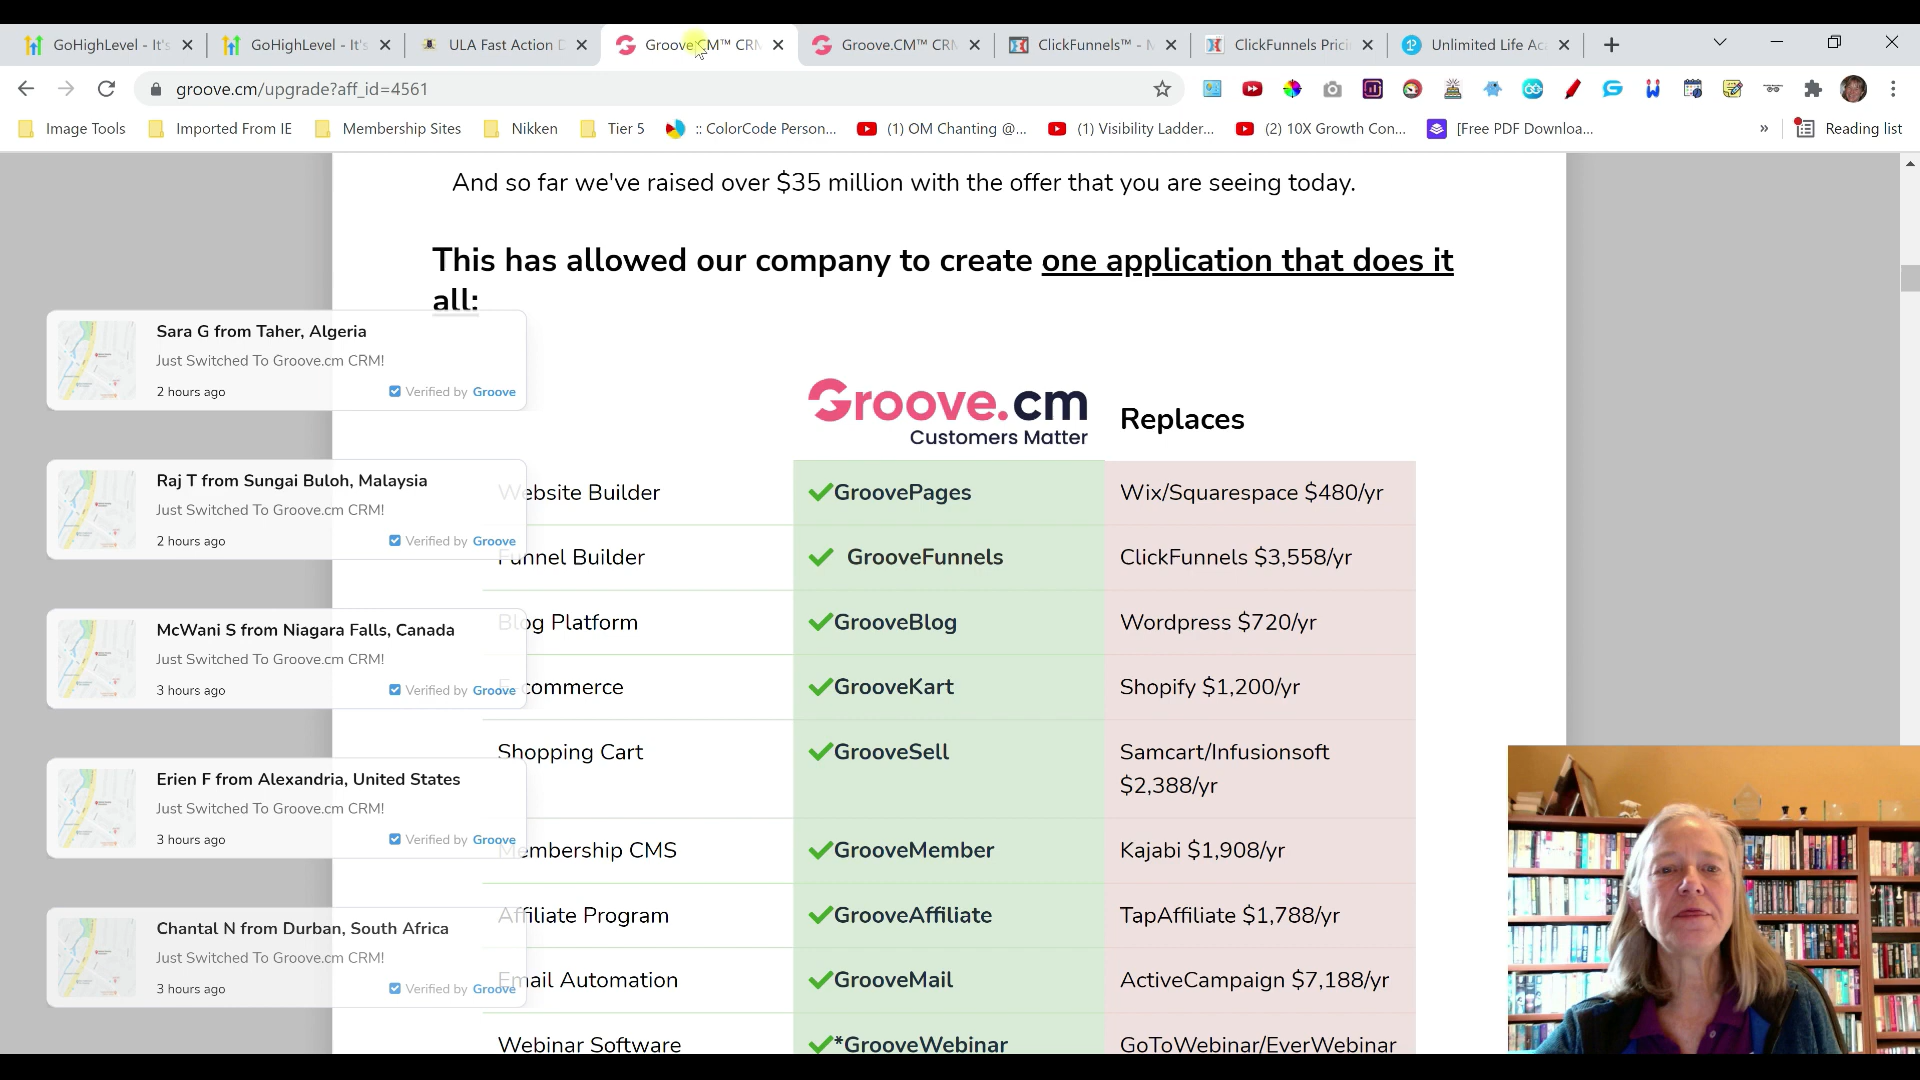 GoHighLevel - It's
GoHighLevel - It's
ULA Fast Action D
Groove.CM™ CRM
Groove.CM™ CRM
ClickFunnels™ - M
ClickFunnels Prici
Unlimited Life Ac
groove.cm/upgrade?aff_id=4561
Image Tools
Imported From IE
Membership Sites
Nikken
Tier 5
:: ColorCode Person...
(1) OM Chanting @...
(1) Visibility Ladder...
(2) 10X Growth Con...
[Free PDF Downloa...
»
Reading list
And so far we've raised over $35 million with the offer that you are seeing today.
This has allowed our company to create one application that does it
all:
Groove.cm
Customers Matter
Replaces
Website Builder
GroovePages
Wix/Squarespace $480/yr
Funnel Builder
GrooveFunnels
ClickFunnels $3,558/yr
Blog Platform
GrooveBlog
Wordpress $720/yr
E-commerce
GrooveKart
Shopify $1,200/yr
Shopping Cart
GrooveSell
Samcart/Infusionsoft
$2,388/yr
Membership CMS
GrooveMember
Kajabi $1,908/yr
Affiliate Program
GrooveAffiliate
TapAffiliate $1,788/yr
Email Automation
GrooveMail
ActiveCampaign $7,188/yr
Webinar Software
*GrooveWebinar
GoToWebinar/EverWebinar
Sara G from Taher, Algeria
Just Switched To Groove.cm CRM!
2 hours ago
Verified by Groove
Raj T from Sungai Buloh, Malaysia
Just Switched To Groove.cm CRM!
2 hours ago
Verified by Groove
McWani S from Niagara Falls, Canada
Just Switched To Groove.cm CRM!
3 hours ago
Verified by Groove
Erien F from Alexandria, United States
Just Switched To Groove.cm CRM!
3 hours ago
Verified by Groove
Chantal N from Durban, South Africa
Just Switched To Groove.cm CRM!
3 hours ago
Verified by Groove